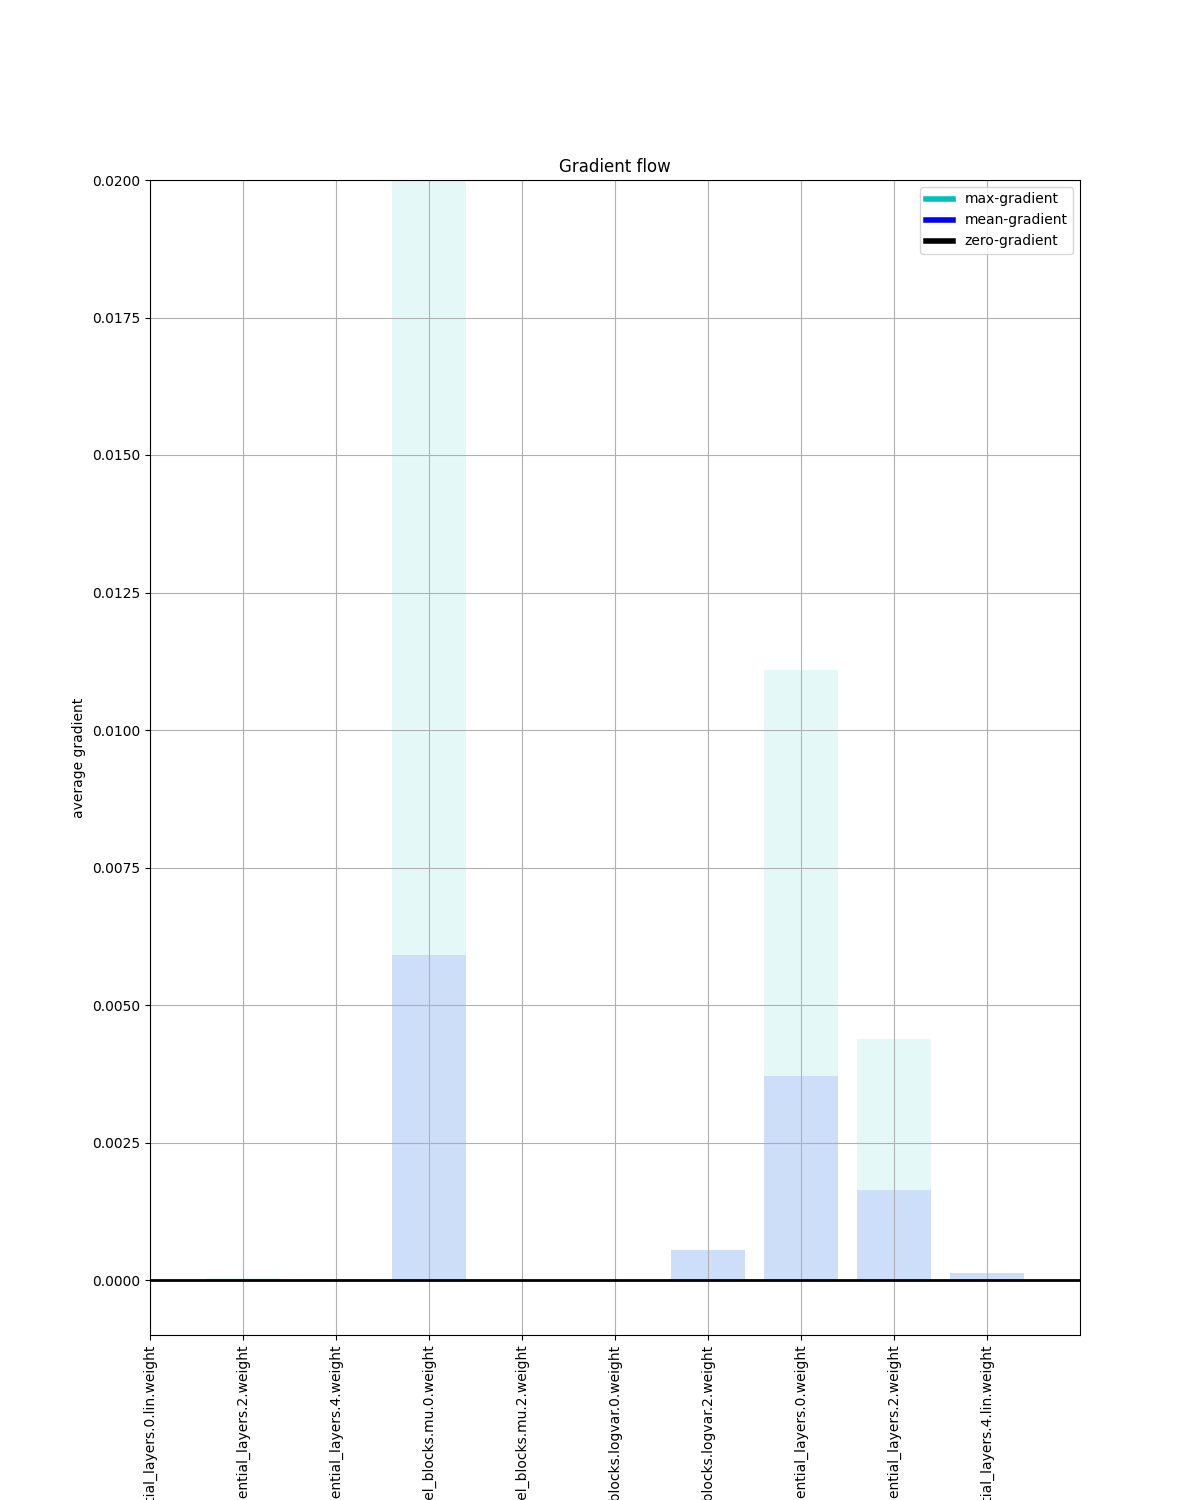 Gradient flow
max-gradient
mean-gradient
zero-gradient
0.0200
0.0175
0.0150
0.0125
0.0100
0.0075
0.0050
0.0025
0.0000
average gradient
tial_layers.0.lin.weight
ential_layers.2.weight
ential_layers.4.weight
el_blocks.mu.0.weight
el_blocks.mu.2.weight
blocks.logvar.0.weight
blocks.logvar.2.weight
ential_layers.0.weight
ential_layers.2.weight
tial_layers.4.lin.weight